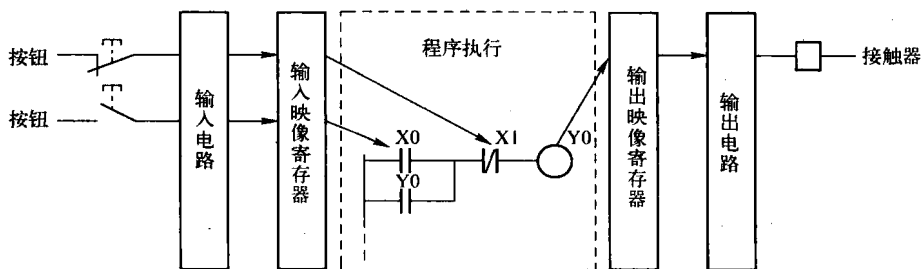 按钮
按钮
输入电路
输入映像寄存器
程序执行
X0
Y0
X1
Y0
输出映像寄存器
输出电路
接触器